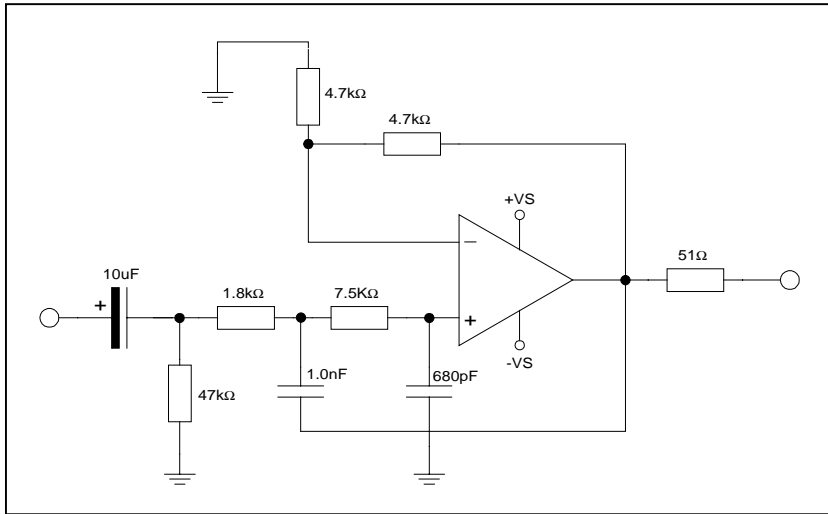 4.7kΩ
4.7kΩ
+VS
−
51Ω
10uF
+
1.8kΩ
7.5KΩ
+
-VS
1.0nF
680pF
47kΩ